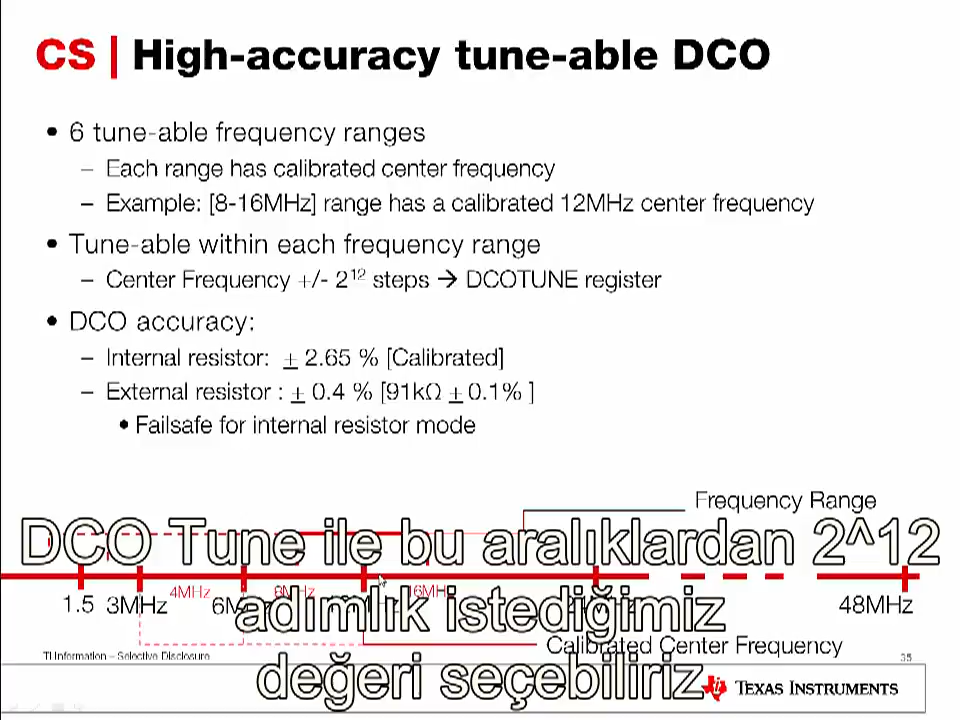 CS | High-accuracy tune-able DCO
• 6 tune-able frequency ranges
– Each range has calibrated center frequency
– Example: [8-16MHz] range has a calibrated 12MHz center frequency
• Tune-able within each frequency range
– Center Frequency +/- 2¹² steps → DCOTUNE register
• DCO accuracy:
– Internal resistor: ± 2.65 % [Calibrated]
– External resistor : ± 0.4 % [91kΩ ± 0.1% ]
• Failsafe for internal resistor mode
Frequency Range
DCO Tune ile bu aralıklardan 2^12
4MHz 8MHz 16MHz
1.5 3MHz 48MHz
adımlık istediğimiz
Calibrated Center Frequency
TI Information – Selective Disclosure 35
değeri seçebiliriz
TEXAS INSTRUMENTS